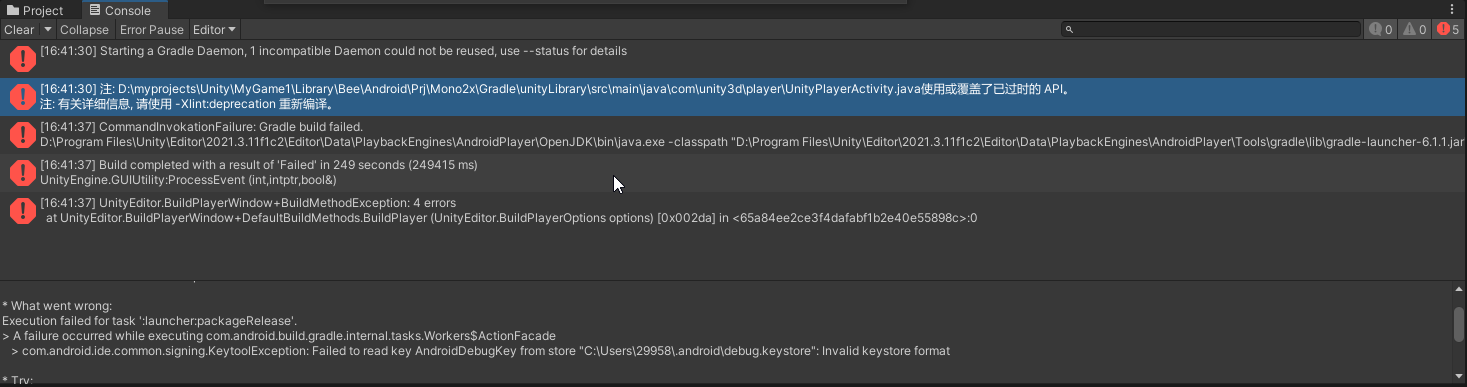 Project
Console
Clear
Collapse
Error Pause
Editor
0
0
5
[16:41:30] Starting a Gradle Daemon, 1 incompatible Daemon could not be reused, use --status for details
[16:41:30] 注: D:\myprojects\Unity\MyGame1\Library\Bee\Android\Prj\Mono2x\Gradle\unityLibrary\src\main\java\com\unity3d\player\UnityPlayerActivity.java使用或覆盖了已过时的 API。
注: 有关详细信息, 请使用 -Xlint:deprecation 重新编译。
[16:41:37] CommandInvokationFailure: Gradle build failed.
D:\Program Files\Unity\Editor\2021.3.11f1c2\Editor\Data\PlaybackEngines\AndroidPlayer\OpenJDK\bin\java.exe -classpath "D:\Program Files\Unity\Editor\2021.3.11f1c2\Editor\Data\PlaybackEngines\AndroidPlayer\Tools\gradle\lib\gradle-launcher-6.1.1.jar
[16:41:37] Build completed with a result of 'Failed' in 249 seconds (249415 ms)
UnityEngine.GUIUtility:ProcessEvent (int,intptr,bool&)
[16:41:37] UnityEditor.BuildPlayerWindow+BuildMethodException: 4 errors
at UnityEditor.BuildPlayerWindow+DefaultBuildMethods.BuildPlayer (UnityEditor.BuildPlayerOptions options) [0x002da] in <65a84ee2ce3f4dafabf1b2e40e55898c>:0
* What went wrong:
Execution failed for task ':launcher:packageRelease'.
> A failure occurred while executing com.android.build.gradle.internal.tasks.Workers$ActionFacade
> com.android.ide.common.signing.KeytoolException: Failed to read key AndroidDebugKey from store "C:\Users\29958\.android\debug.keystore": Invalid keystore format
* Try: